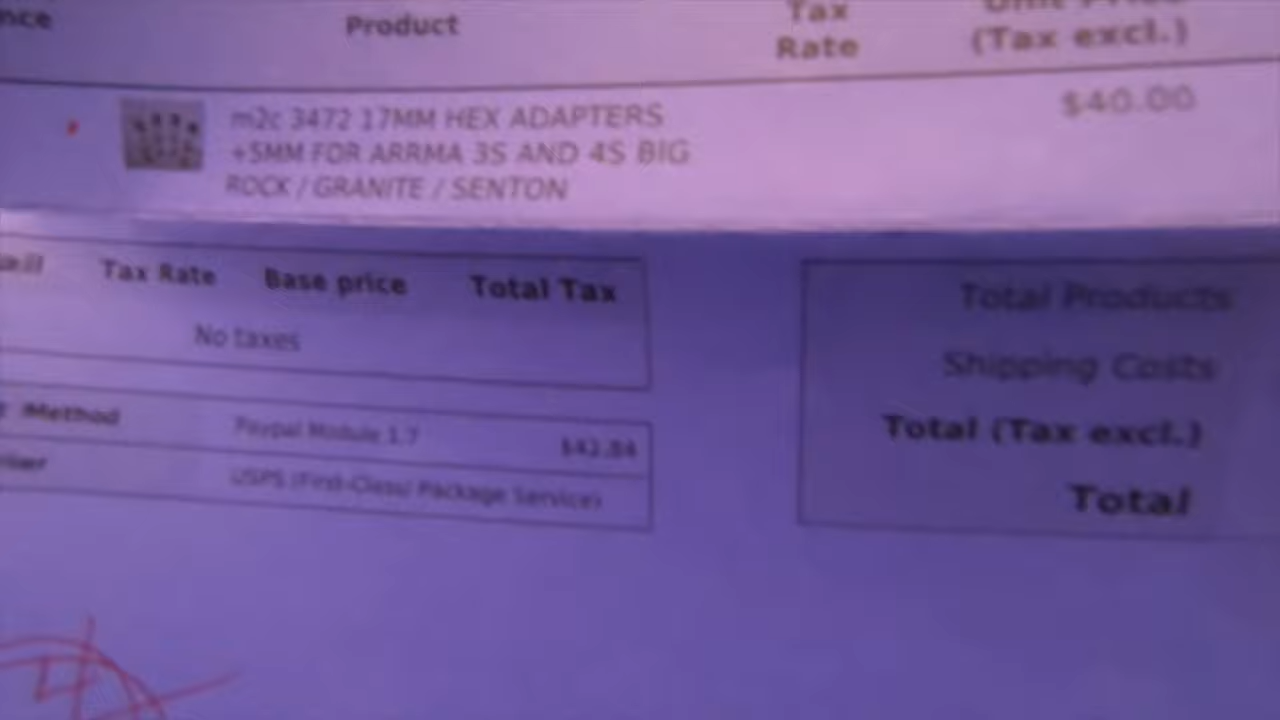 Product
Tax
Rate
(Tax excl.)
$40.00
m2c 3472 17MM HEX ADAPTERS
+5MM FOR ARRMA 3S AND 4S BIG
ROCK / GRANITE / SENTON
Tax Rate Base price Total Tax
No taxes
Method Paypal Module 1.7 $42.84
USPS (First-Class Package Service)
Total Products
Shipping Costs
Total (Tax excl.)
Total